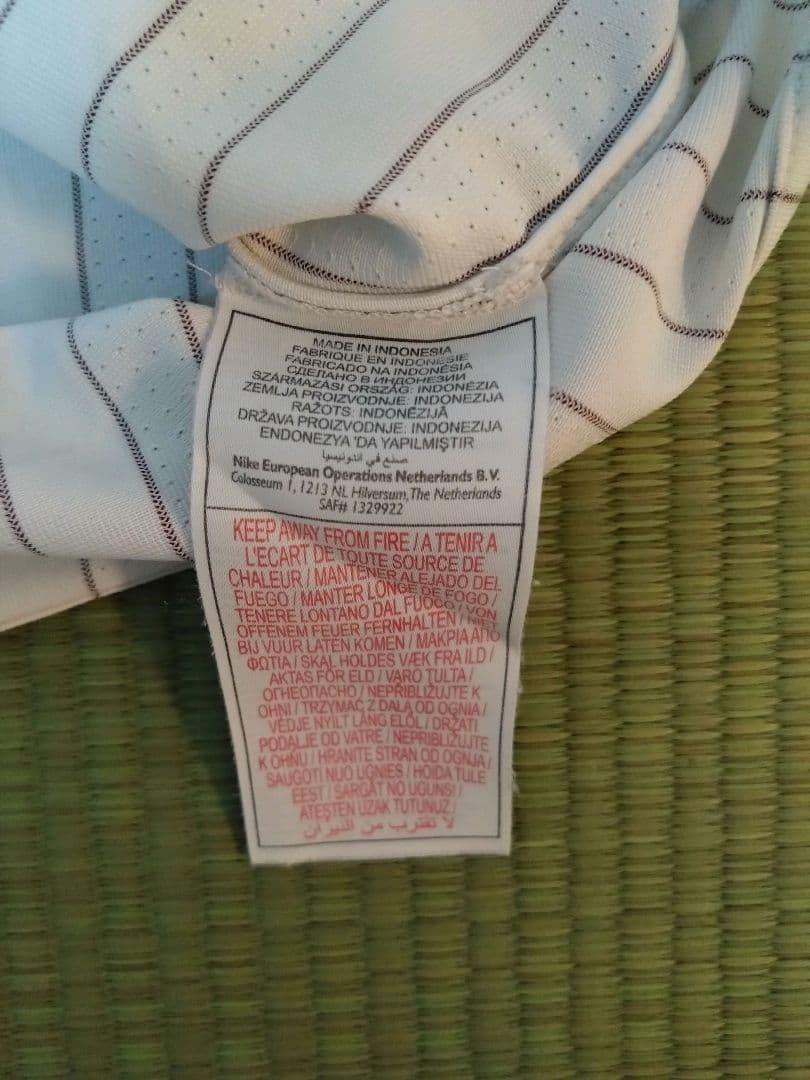 MADE IN INDONESIA
FABRIQUE EN INDONESIE
FABRICADO NA INDONÉSIA
СДЕЛАНО В ИНДОНЕЗИИ
SZÁRMAZÁSI ORSZÁG: INDONÉZIA
ZEMLJA PROIZVODNJE: INDONEZIJA
RAŽOTS: INDONĒZIJĀ
DRŽAVA PROIZVODNJE: INDONEZIJA
ENDONEZYA 'DA YAPILMIŞTIR
صنع في اندونيسيا
Nike European Operations Netherlands B.V.
Colosseum 1, 1213 NL Hilversum, The Netherlands
SAF# 1329922
KEEP AWAY FROM FIRE / A TENIR A
L'ECART DE TOUTE SOURCE DE
CHALEUR / MANTENER ALEJADO DEL
FUEGO / MANTER LONGE DE FOGO /
TENERE LONTANO DAL FUOCO / VON
OFFENEM FEUER FERNHALTEN / NIET
BIJ VUUR LATEN KOMEN / ΜΑΚΡΙΑ ΑΠΟ
ΦΩΤΙΑ / SKAL HOLDES VÆK FRA ILD /
AKTAS FÖR ELD / VARO TULTA /
ОГНЕОПАСНО / NEPŘIBLIŽUJTE K
OHNI / TRZYMAĆ Z DALA OD OGNIA /
VÉDJE NYILT LÁNG ELŐL / DRŽATI
PODALJE OD VATRE / NEPRIBLIŽUJTE
K OHŇU / HRANITE STRAN OD OGNJA /
SAUGOTI NUO UGNIES / HOIDA TULE
EEST / SARGĀT NO UGUNS! /
ATEŞTEN UZAK TUTUNUZ /
لا تقترب من النيران